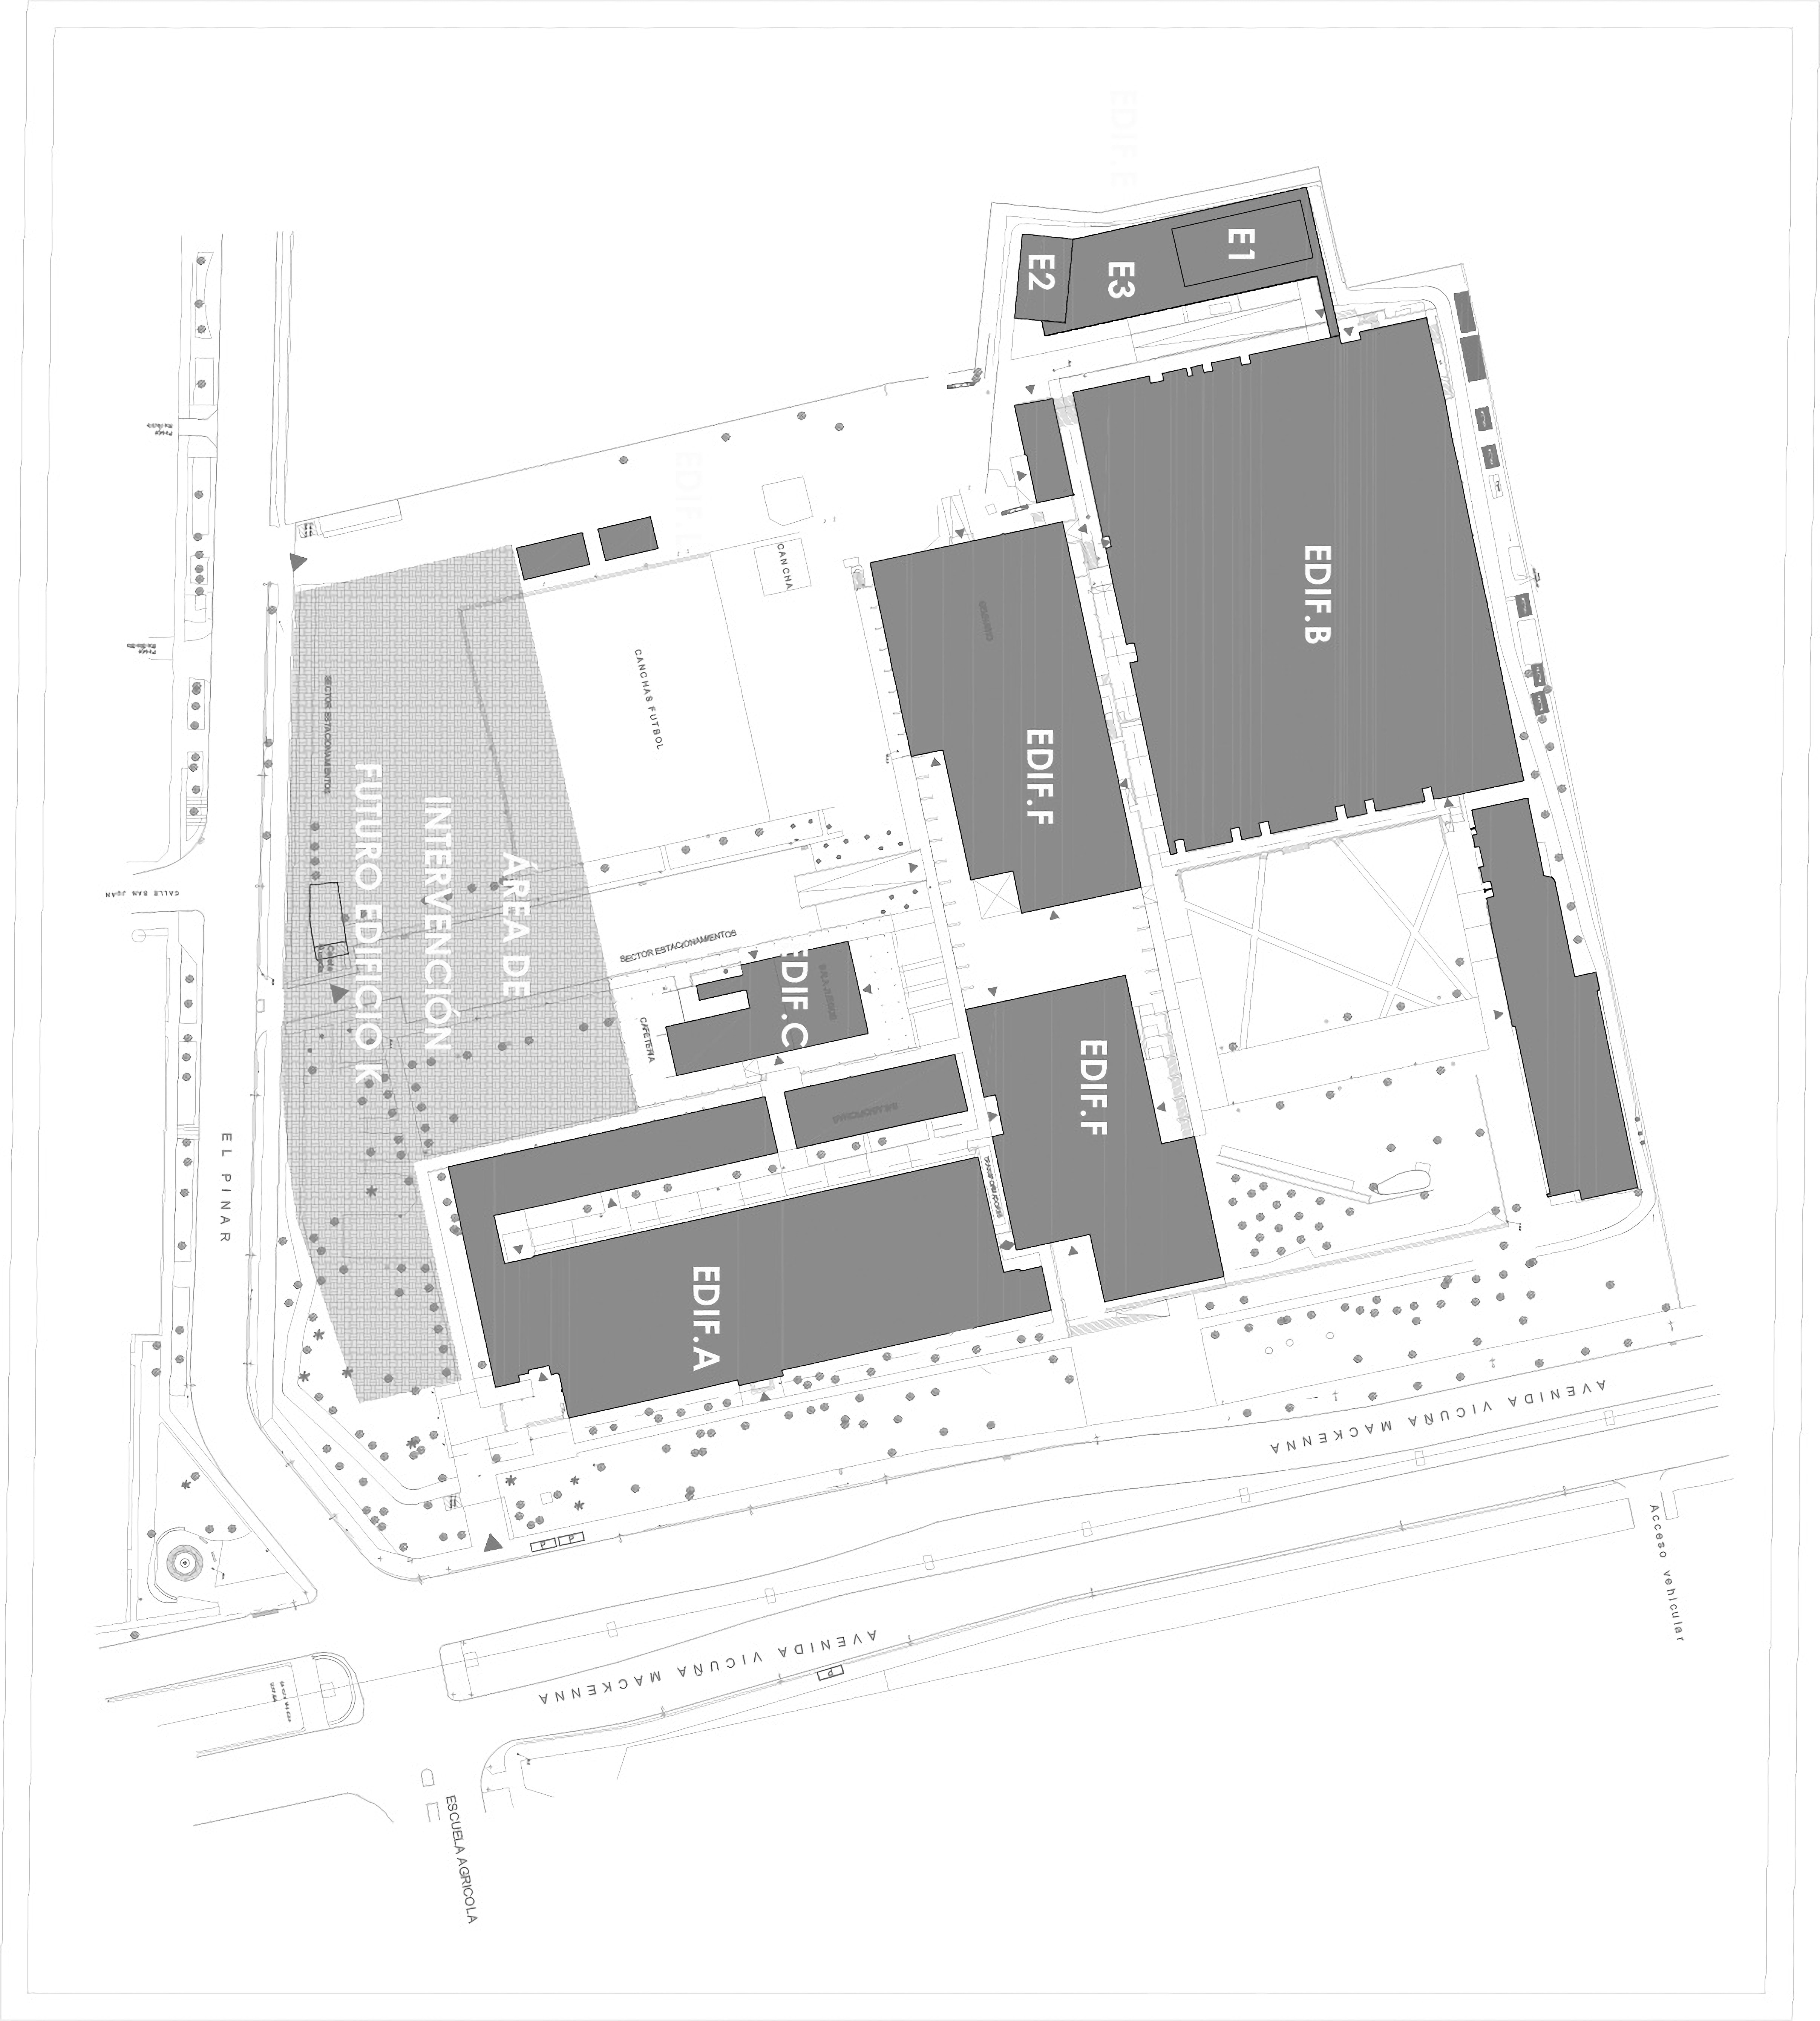 EDIF.E
E1
E2
E3
EDIF.L
CANCHA
EDIF.B
CANCHAS FUTBOL
EDIF.F
SECTOR ESTACIONAMIENTOS
ÁREA DE
INTERVENCIÓN
FUTURO EDIFICIO K
CALLE SAN JUAN
SECTOR ESTACIONAMIENTOS
EDIF.C
CAFETERIA
EDIF.F
EL PINAR
EDIF.A
AVENIDA VICUÑA MACKENNA
P
P
Acceso vehicular
AVENIDA VICUÑA MACKENNA
P
ESCUELA AGRICOLA